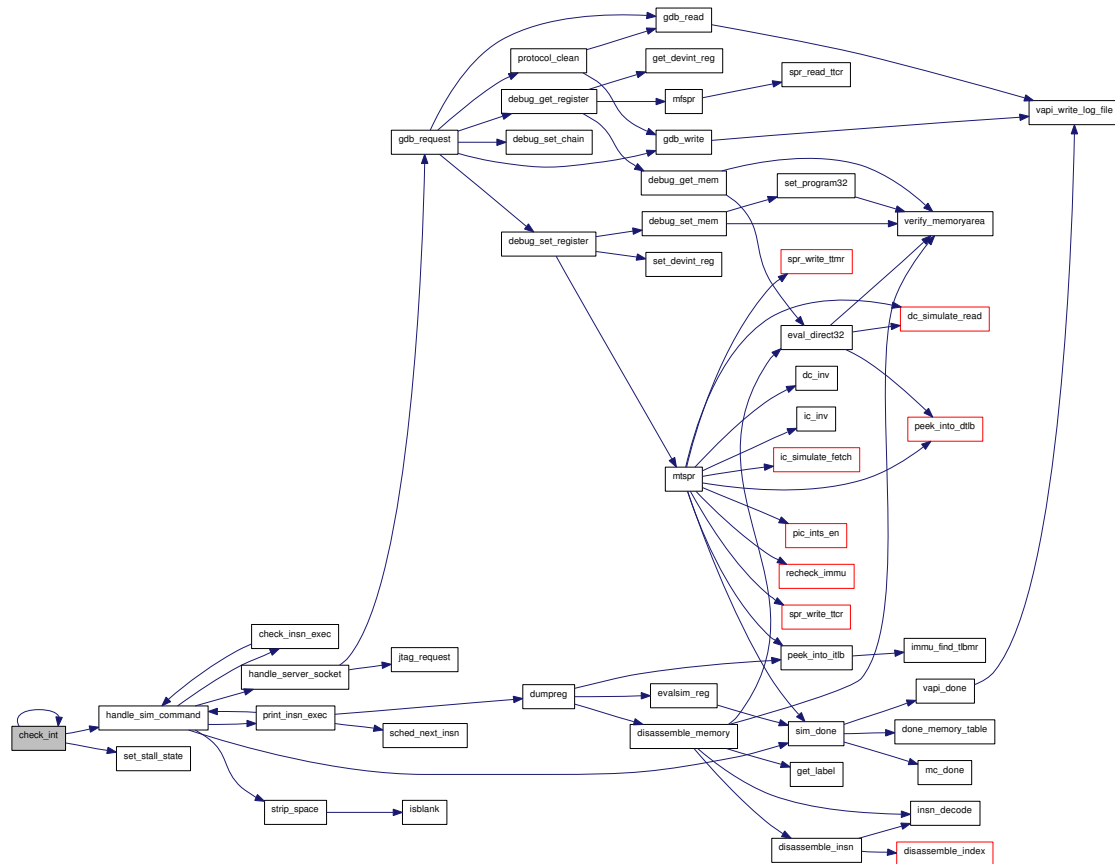 gdb_read
protocol_clean
get_devint_reg
spr_read_ttcr
debug_get_register
mfspr
vapi_write_log_file
gdb_request
debug_set_chain
gdb_write
debug_get_mem
set_program32
debug_set_mem
verify_memoryarea
debug_set_register
set_devint_reg
spr_write_ttmr
dc_simulate_read
eval_direct32
dc_inv
ic_inv
peek_into_dtlb
ic_simulate_fetch
mtspr
pic_ints_en
recheck_immu
spr_write_ttcr
check_insn_exec
immu_find_tlbmr
peek_into_itlb
jtag_request
handle_server_socket
vapi_done
dumpreg
evalsim_reg
handle_sim_command
print_insn_exec
sched_next_insn
disassemble_memory
sim_done
done_memory_table
check_int
set_stall_state
get_label
mc_done
strip_space
isblank
insn_decode
disassemble_insn
disassemble_index